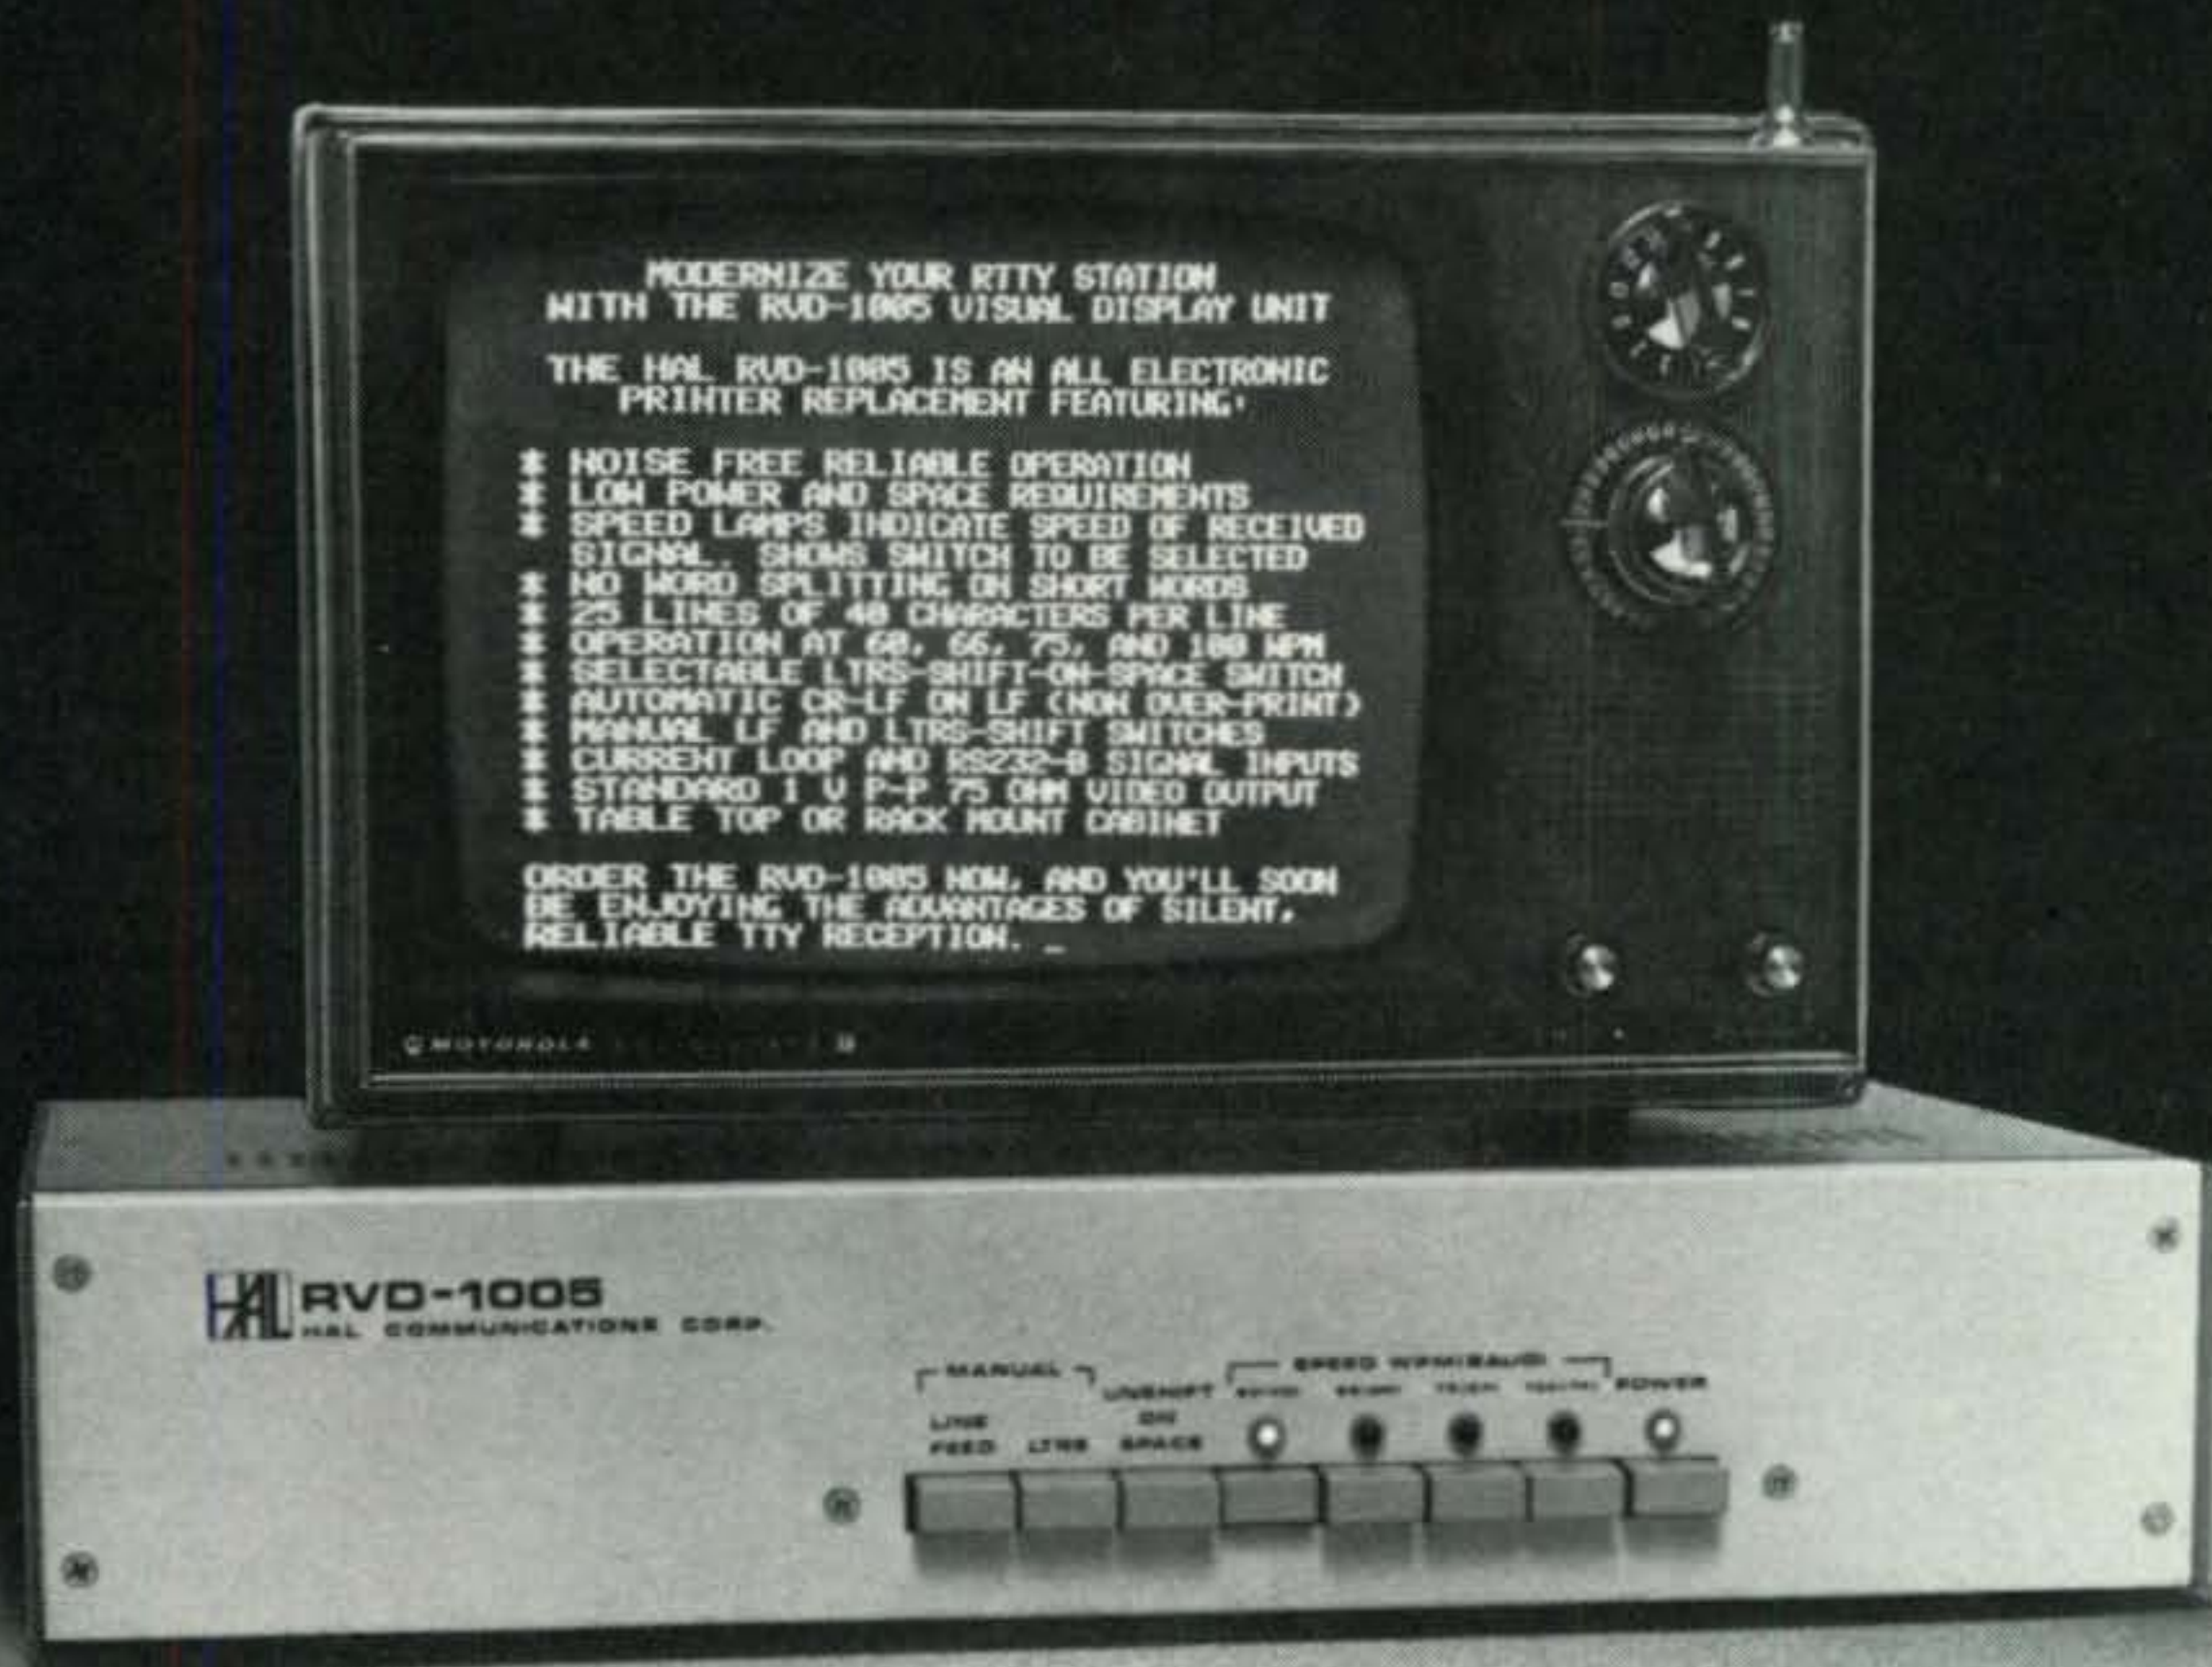 MODERNIZE YOUR RTTY STATION
WITH THE RVD-1005 VISUAL DISPLAY UNIT
THE HAL RVD-1005 IS AN ALL ELECTRONIC
PRINTER REPLACEMENT FEATURING:
* NOISE FREE RELIABLE OPERATION
* LOW POWER AND SPACE REQUIREMENTS
* SPEED LAMPS INDICATE SPEED OF RECEIVED
SIGNAL. SHOWS SWITCH TO BE SELECTED
* NO WORD SPLITTING ON SHORT WORDS
* 25 LINES OF 40 CHARACTERS PER LINE
* OPERATION AT 60, 66, 75, AND 100 WPM
* SELECTABLE LTRS-SHIFT-ON-SPACE SWITCH
* AUTOMATIC CR-LF ON LF (NON OVER-PRINT)
* MANUAL LF AND LTRS-SHIFT SWITCHES
* CURRENT LOOP AND RS232-B SIGNAL INPUTS
* STANDARD 1 V P-P 75 OHM VIDEO OUTPUT
* TABLE TOP OR RACK MOUNT CABINET
ORDER THE RVD-1005 NOW, AND YOU'LL SOON
BE ENJOYING THE ADVANTAGES OF SILENT,
RELIABLE TTY RECEPTION. _
MOTOROLA
HAL RVD-1005
HAL COMMUNICATIONS CORP.
MANUAL
SPEED WPM(BAUD)
UNSHIFT
POWER
LINE
ON
FEED LTRS SPACE